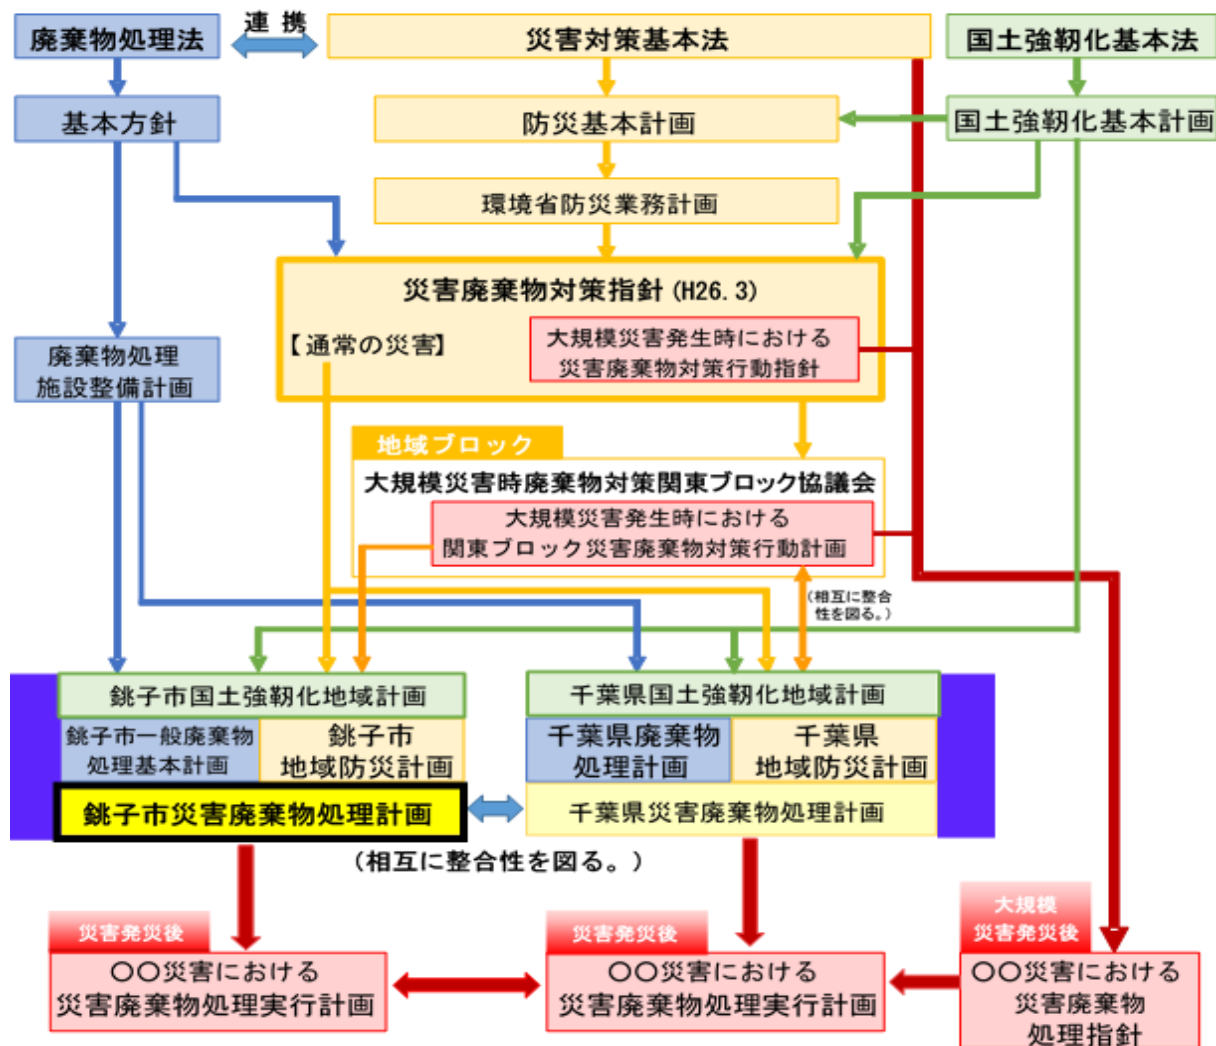 連携
廃棄物処理法
災害対策基本法
国土強靭化基本法
基本方針
防災基本計画
国土強靭化基本計画
環境省防災業務計画
災害廃棄物対策指針(H26.3)
【通常の災害】
大規模災害発生時における
災害廃棄物対策行動指針
廃棄物処理
施設整備計画
地域ブロック
大規模災害時廃棄物対策関東ブロック協議会
大規模災害発生時における
関東ブロック災害廃棄物対策行動計画
(相互に整合
性を図る。)
銚子市国土強靭化地域計画
銚子市一般廃棄物
処理基本計画
銚子市
地域防災計画
銚子市災害廃棄物処理計画
千葉県国土強靭化地域計画
千葉県廃棄物
処理計画
千葉県
地域防災計画
千葉県災害廃棄物処理計画
(相互に整合性を図る。)
災害発災後
〇〇災害における
災害廃棄物処理実行計画
災害発災後
〇〇災害における
災害廃棄物処理実行計画
大規模
災害発災後
〇〇災害における
災害廃棄物
処理指針